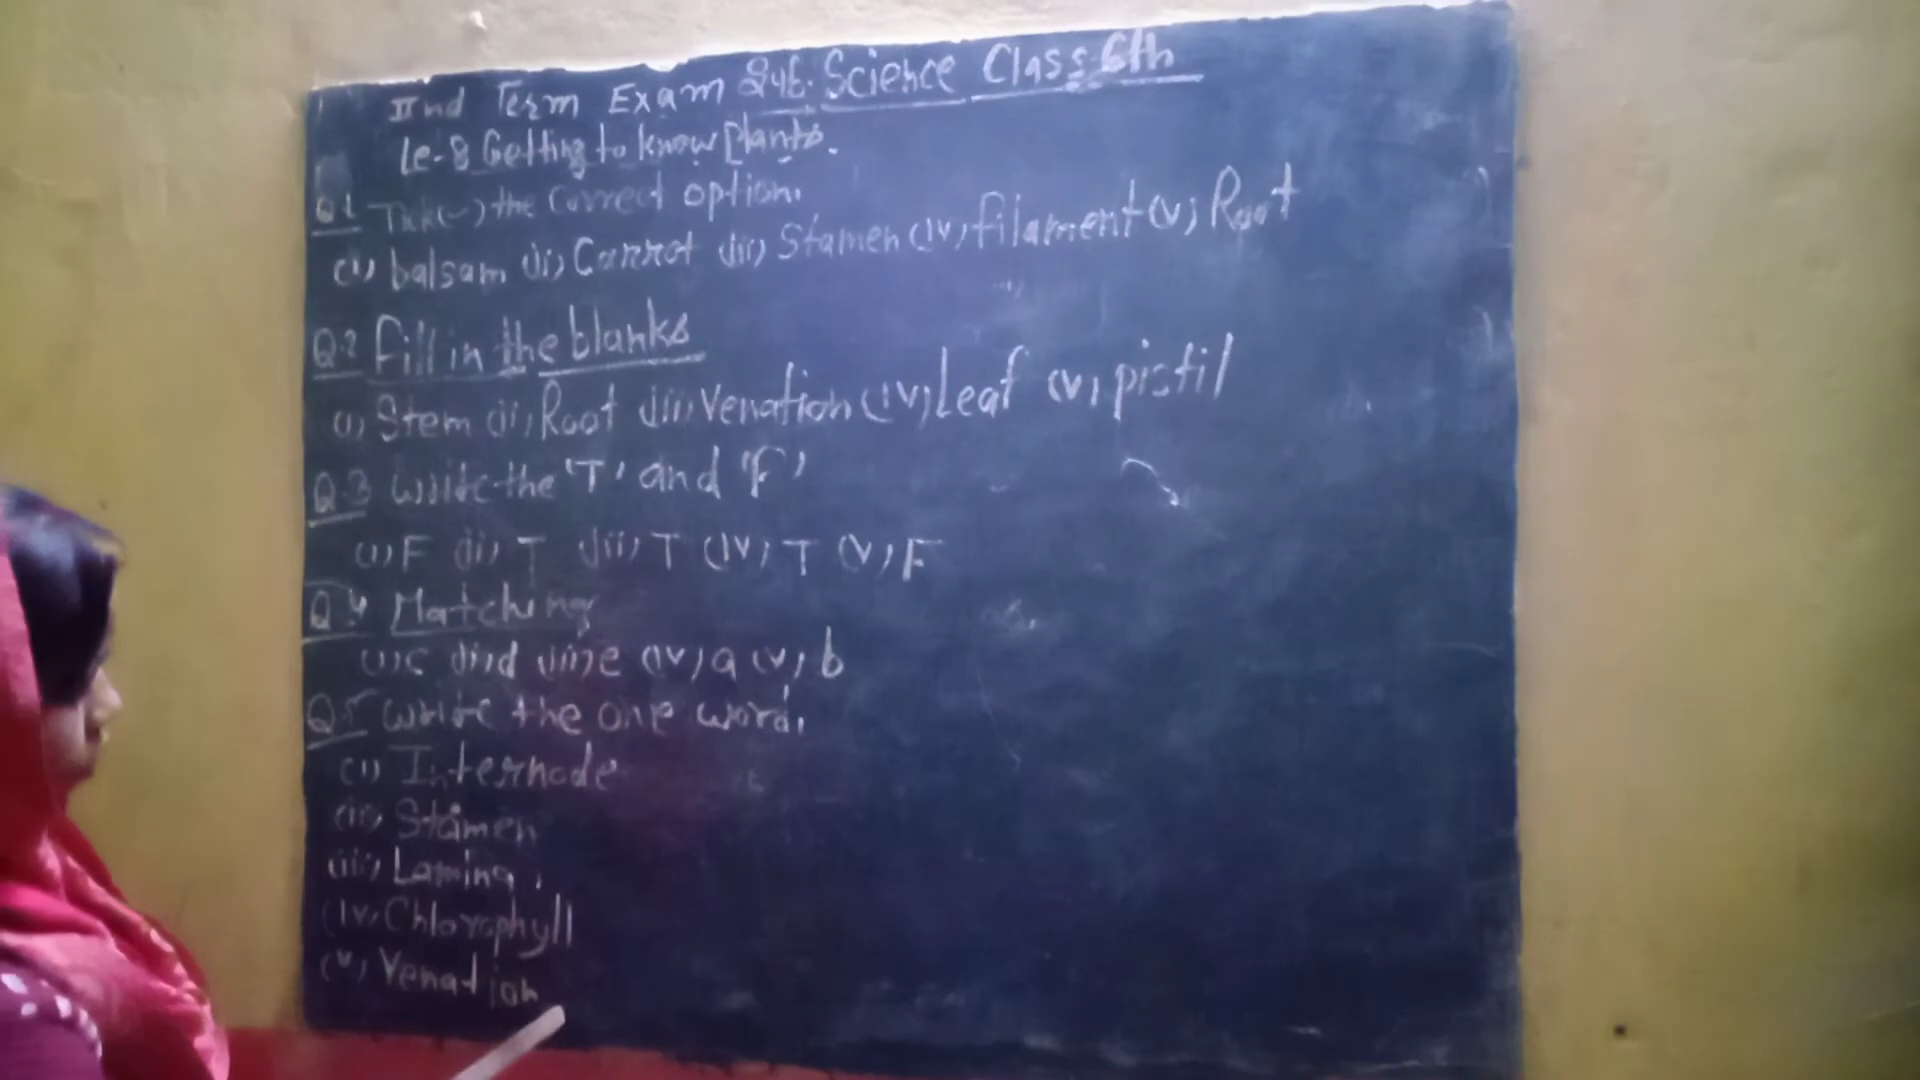 IInd Term Exam Sub. Science Class 6th
Le-8 Getting to know Plants.
Q.1 Tick(✓) the Correct option.
(i) balsam (ii) Carrot (iii) Stamen (iv) filament (v) Root
Q.2 Fill in the blanks
(i) Stem (ii) Root (iii) Venation (iv) Leaf (v) pistil
Q.3 Write the 'T' and 'F'
(i) F (ii) T (iii) T (iv) T (v) F
Q.4 Matching
(i) c (ii) d (iii) e (iv) a (v) b
Q.5 Write the one word.
(i) Internode
(ii) Stamen
(iii) Lamina.
(iv) Chlorophyll
(v) Venation